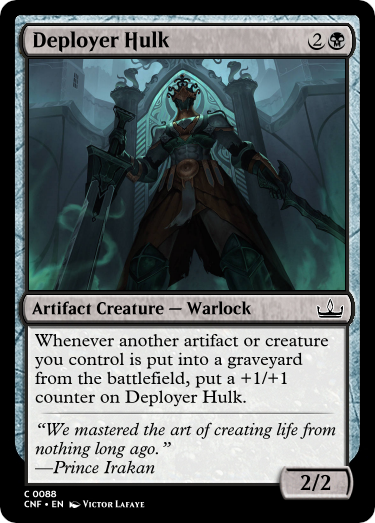 Deployer Hulk 2
Artifact Creature — Warlock
Whenever another artifact or creature
you control is put into a graveyard
from the battlefield, put a +1/+1
counter on Deployer Hulk.
“We mastered the art of creating life from
nothing long ago.”
—Prince Irakan
2/2
C 0088
CNF • EN Victor Lafaye